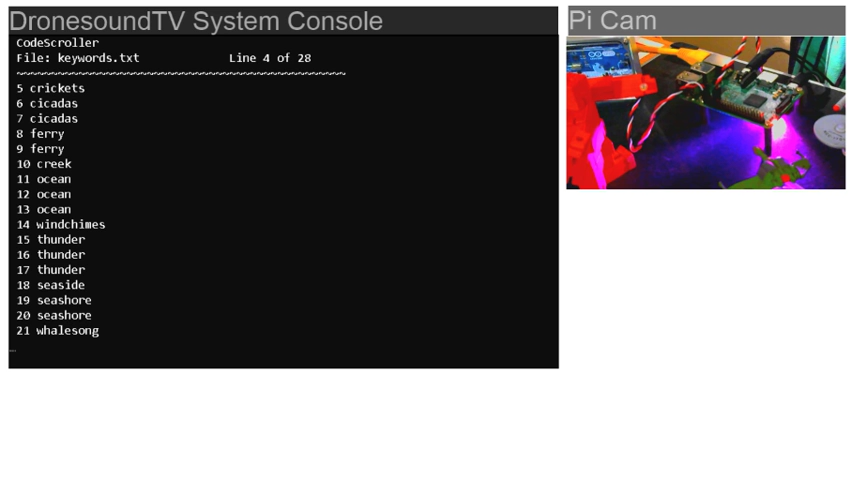 DronesoundTV System Console
CodeScroller
File: keywords.txt Line 4 of 28
~~~~~~~~~~~~~~~~~~~~~~~~~~~~~~~~~~~~~~~~~~~~~~~~
5 crickets
6 cicadas
7 cicadas
8 ferry
9 ferry
10 creek
11 ocean
12 ocean
13 ocean
14 windchimes
15 thunder
16 thunder
17 thunder
18 seaside
19 seashore
20 seashore
21 whalesong
Pi Cam